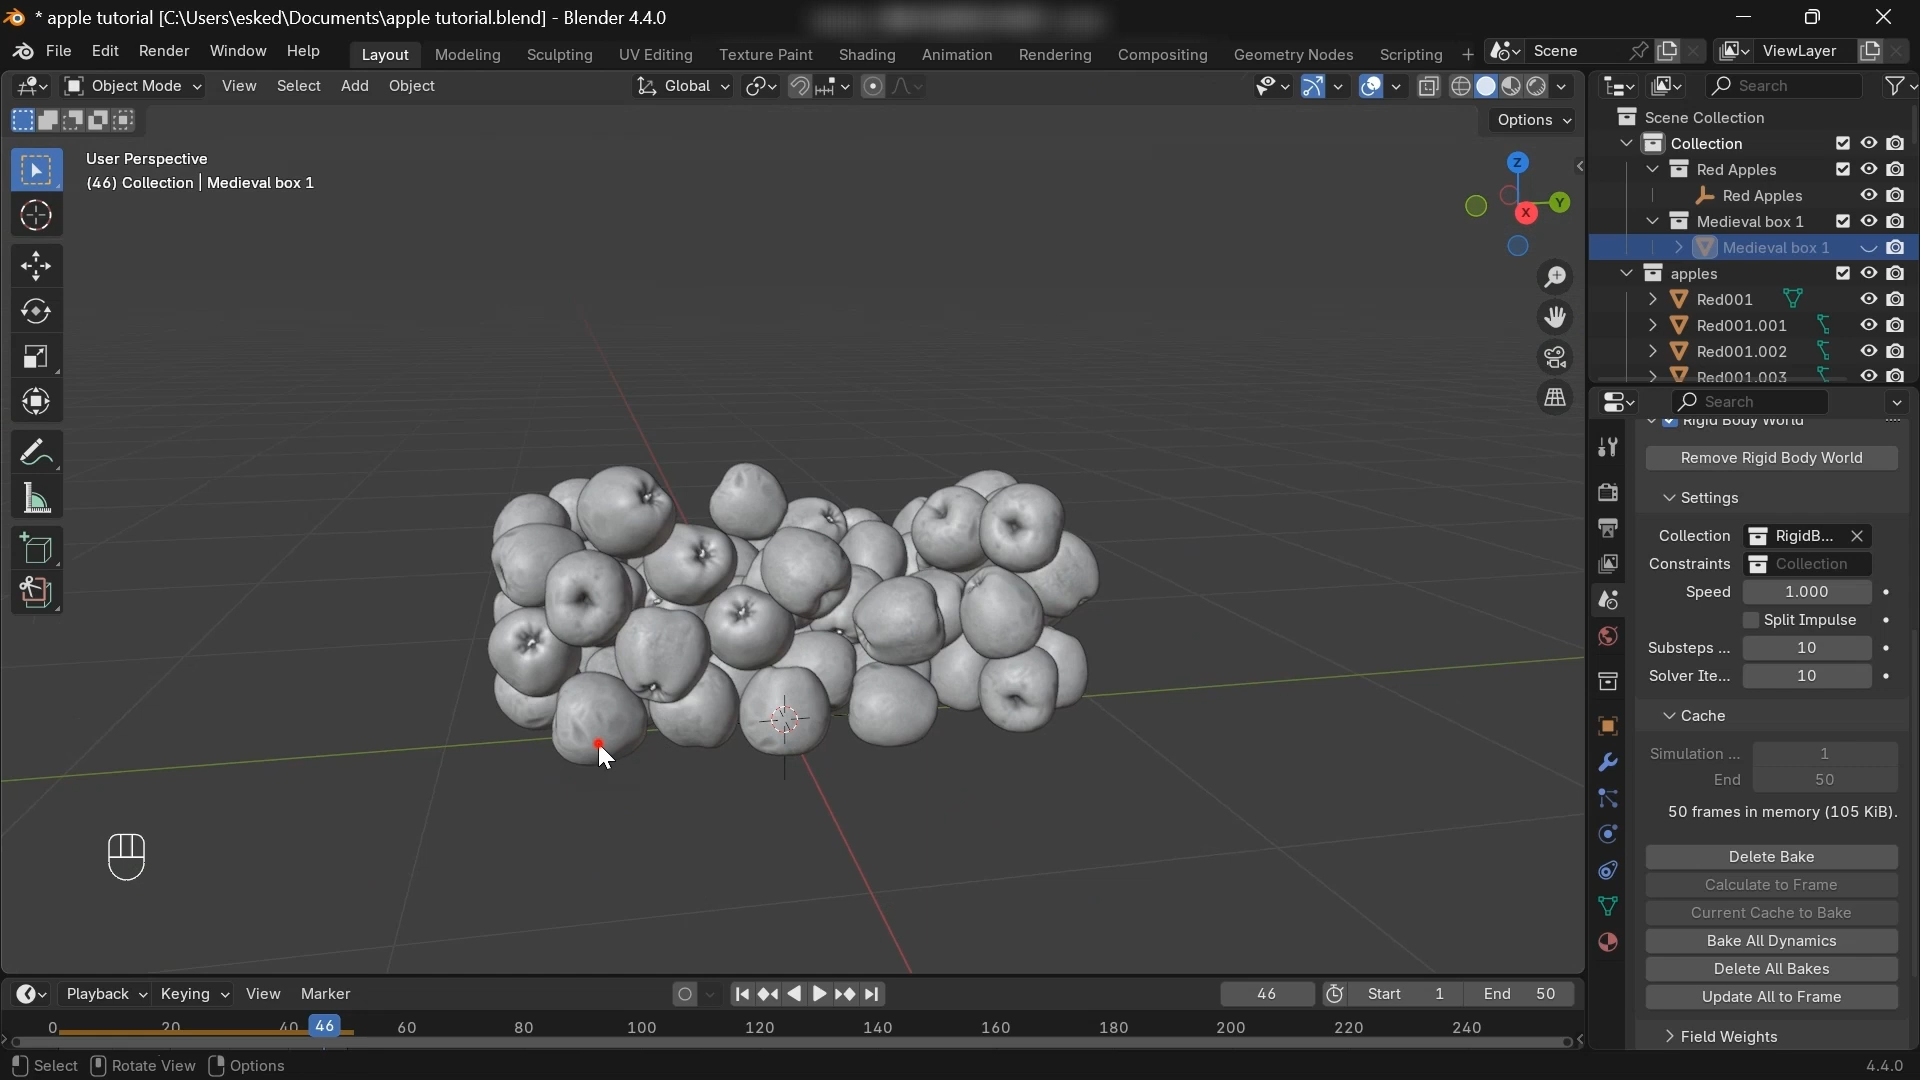 * apple tutorial [C:\Users\esked\Documents\apple tutorial.blend] - Blender 4.4.0
File Edit Render Window Help Layout Modeling Sculpting UV Editing Texture Paint Shading Animation Rendering Compositing Geometry Nodes Scripting + Scene ViewLayer
Object Mode View Select Add Object Global Search
Options
User Perspective
(46) Collection | Medieval box 1
Z
Y
X
Scene Collection
Collection
Red Apples
Red Apples
Medieval box 1
Medieval box 1
apples
Red001
Red001.001
Red001.002
Red001.003
Search
Rigid Body World
Remove Rigid Body World
Settings
Collection RigidB...
Constraints Collection
Speed 1.000
Split Impulse
Substeps ... 10
Solver Ite... 10
Cache
Simulation ... 1
End 50
50 frames in memory (105 KiB).
Delete Bake
Calculate to Frame
Current Cache to Bake
Bake All Dynamics
Delete All Bakes
Update All to Frame
Field Weights
Playback Keying View Marker 46 Start 1 End 50
0 20 40 46 60 80 100 120 140 160 180 200 220 240
Select Rotate View Options 4.4.0